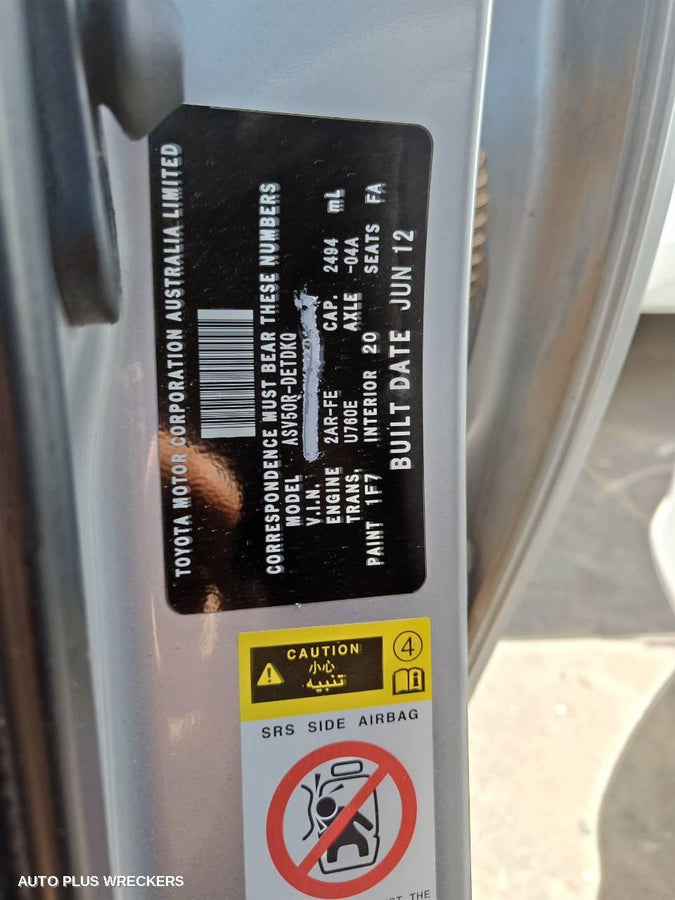 TOYOTA MOTOR CORPORATION AUSTRALIA LIMITED
CORRESPONDENCE MUST BEAR THESE NUMBERS
MODEL ASV50R-DETDKQ
V.I.N.
ENGINE 2AR-FE CAP. 2494 mL
TRANS. U760E AXLE -04A
PAINT 1F7 INTERIOR 20 SEATS FA
BUILT DATE JUN 12
CAUTION
小心
تنبيه
4
SRS SIDE AIRBAG
THE
AUTO PLUS WRECKERS